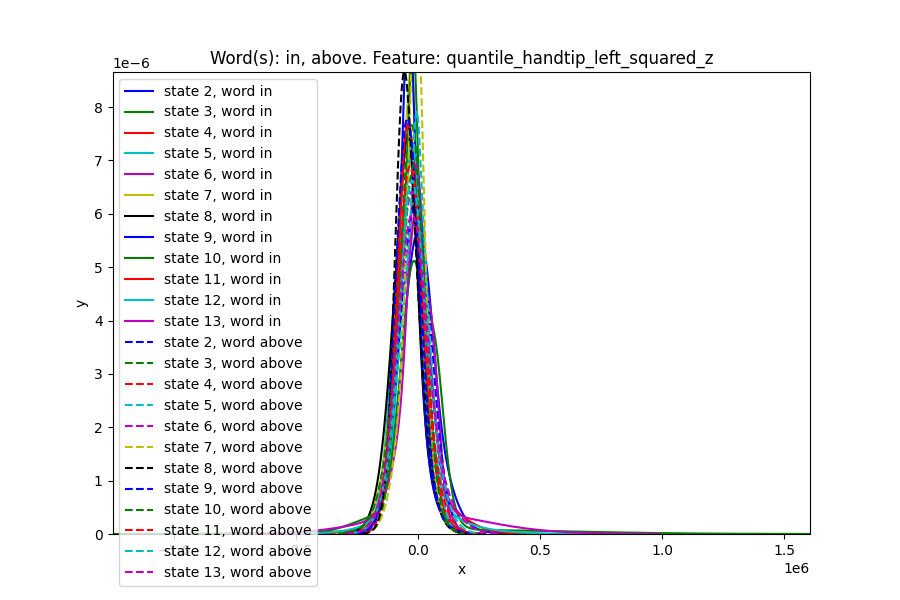 Word(s): in, above. Feature: quantile_handtip_left_squared_z
1e−6
8
7
6
5
4
3
2
1
0
y
state 2, word in
state 3, word in
state 4, word in
state 5, word in
state 6, word in
state 7, word in
state 8, word in
state 9, word in
state 10, word in
state 11, word in
state 12, word in
state 13, word in
state 2, word above
state 3, word above
state 4, word above
state 5, word above
state 6, word above
state 7, word above
state 8, word above
state 9, word above
state 10, word above
state 11, word above
state 12, word above
state 13, word above
0.0 0.5 1.0 1.5
x
1e6